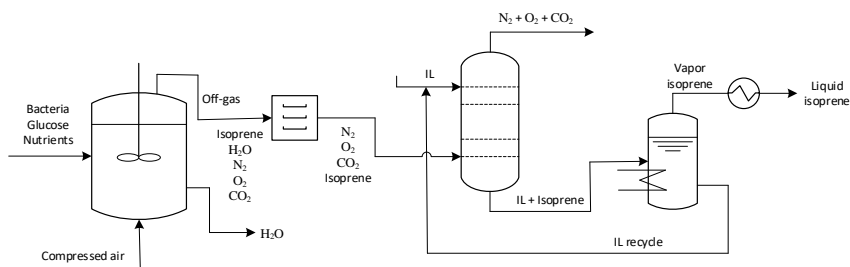 Bacteria
Glucose
Nutrients
Compressed air
Off-gas
Isoprene
H₂O
N₂
O₂
CO₂
H₂O
N₂
O₂
CO₂
Isoprene
IL
N₂ + O₂ + CO₂
IL + Isoprene
IL recycle
Vapor
isoprene
Liquid
isoprene